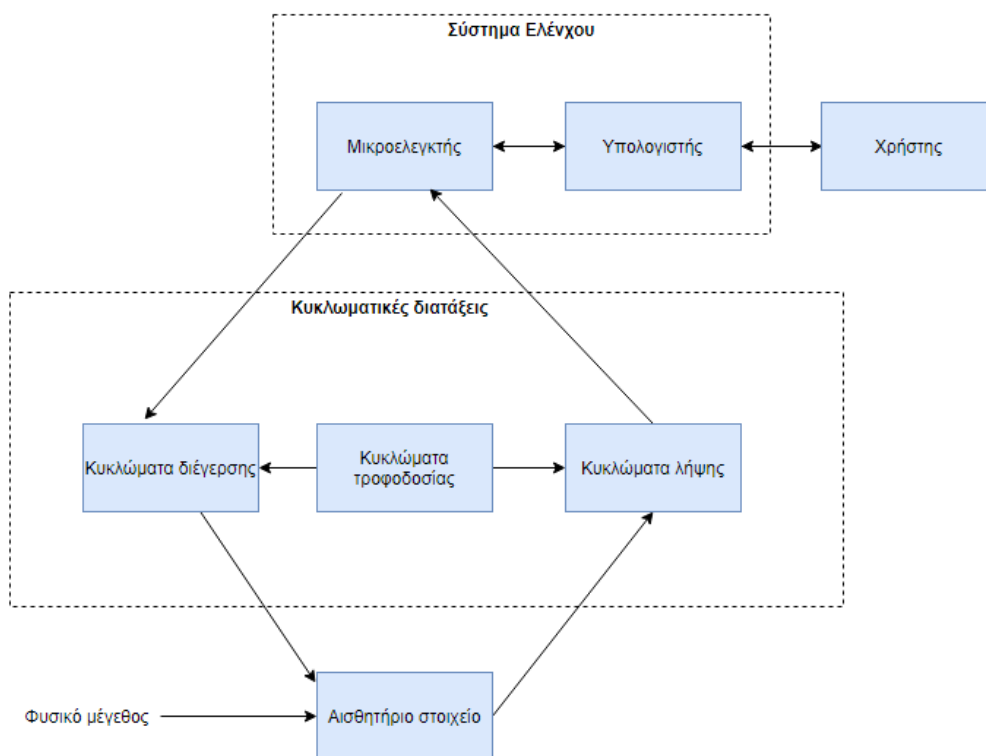 Σύστημα Ελένχου
Μικροελεγκτής
Υπολογιστής
Χρήστης
Κυκλωματικές διατάξεις
Κυκλώματα διέγερσης
Κυκλώματα
τροφοδοσίας
Κυκλώματα λήψης
Φυσικό μέγεθος
Αισθητήριο στοιχείο